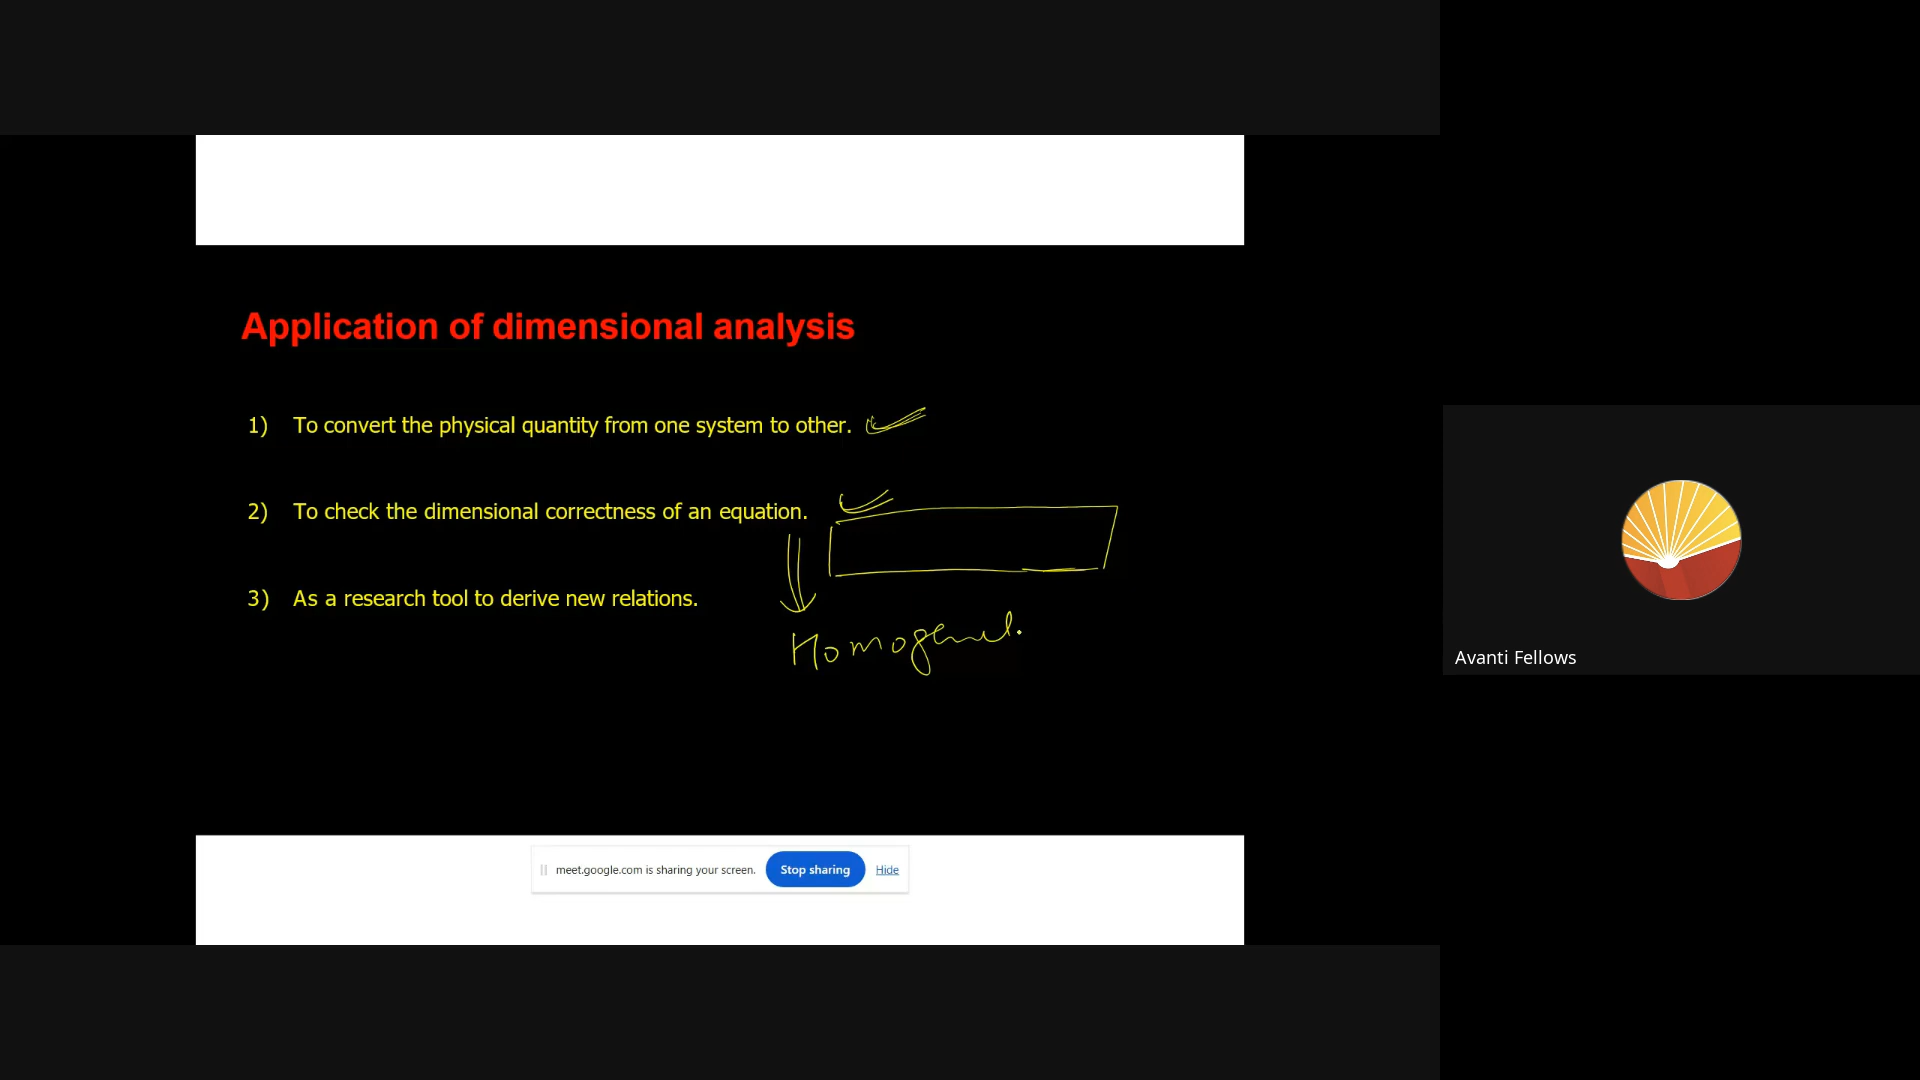 Application of dimensional analysis
1) To convert the physical quantity from one system to other.
2) To check the dimensional correctness of an equation.
3) As a research tool to derive new relations.
Avanti Fellows
meet.google.com is sharing your screen. Stop sharing Hide